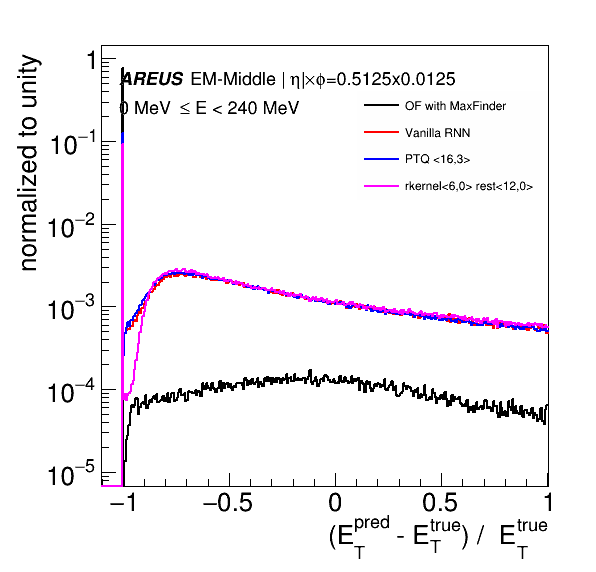 normalized to unity
1
10−1
10−2
10−3
10−4
10−5
AREUS EM-Middle | η|×ϕ=0.5125x0.0125
0 MeV ≤ E < 240 MeV
OF with MaxFinder
Vanilla RNN
PTQ <16,3>
rkernel<6,0> rest<12,0>
−1 −0.5 0 0.5 1
(E_T^pred - E_T^true) / E_T^true